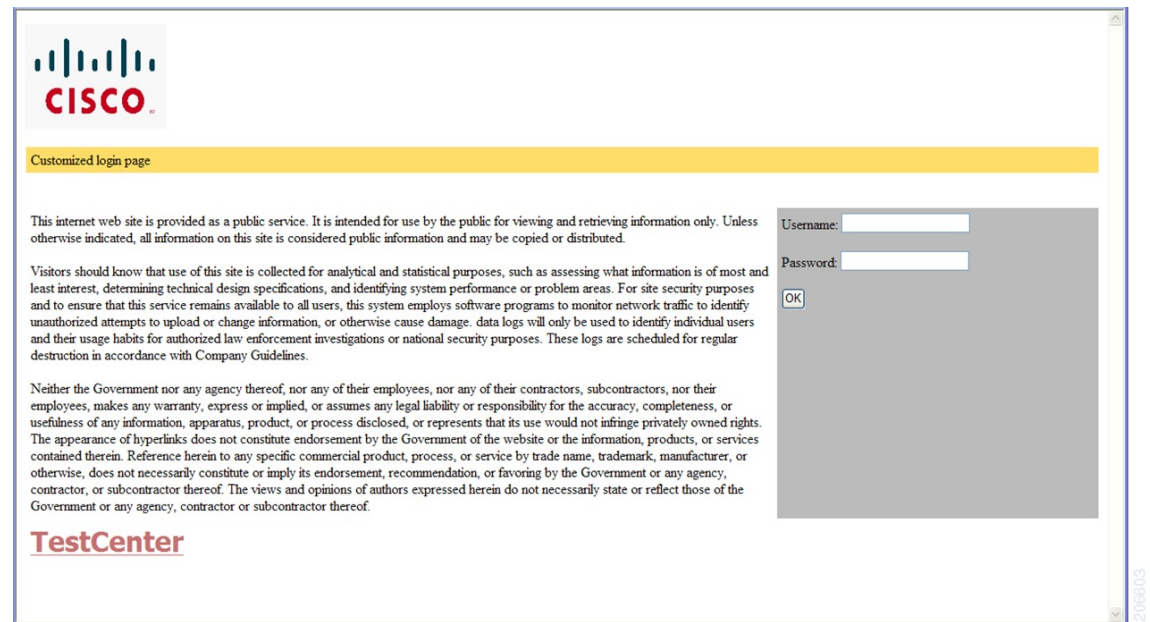 CISCO
Customized login page
This internet web site is provided as a public service. It is intended for use by the public for viewing and retrieving information only. Unless
otherwise indicated, all information on this site is considered public information and may be copied or distributed.
Visitors should know that use of this site is collected for analytical and statistical purposes, such as assessing what information is of most and
least interest, determining technical design specifications, and identifying system performance or problem areas. For site security purposes
and to ensure that this service remains available to all users, this system employs software programs to monitor network traffic to identify
unauthorized attempts to upload or change information, or otherwise cause damage. data logs will only be used to identify individual users
and their usage habits for authorized law enforcement investigations or national security purposes. These logs are scheduled for regular
destruction in accordance with Company Guidelines.
Neither the Government nor any agency thereof, nor any of their employees, nor any of their contractors, subcontractors, nor their
employees, makes any warranty, express or implied, or assumes any legal liability or responsibility for the accuracy, completeness, or
usefulness of any information, apparatus, product, or process disclosed, or represents that its use would not infringe privately owned rights.
The appearance of hyperlinks does not constitute endorsement by the Government of the website or the information, products, or services
contained therein. Reference herein to any specific commercial product, process, or service by trade name, trademark, manufacturer, or
otherwise, does not necessarily constitute or imply its endorsement, recommendation, or favoring by the Government or any agency,
contractor, or subcontractor thereof. The views and opinions of authors expressed herein do not necessarily state or reflect those of the
Government or any agency, contractor or subcontractor thereof.
TestCenter
Username:
Password:
OK
206603